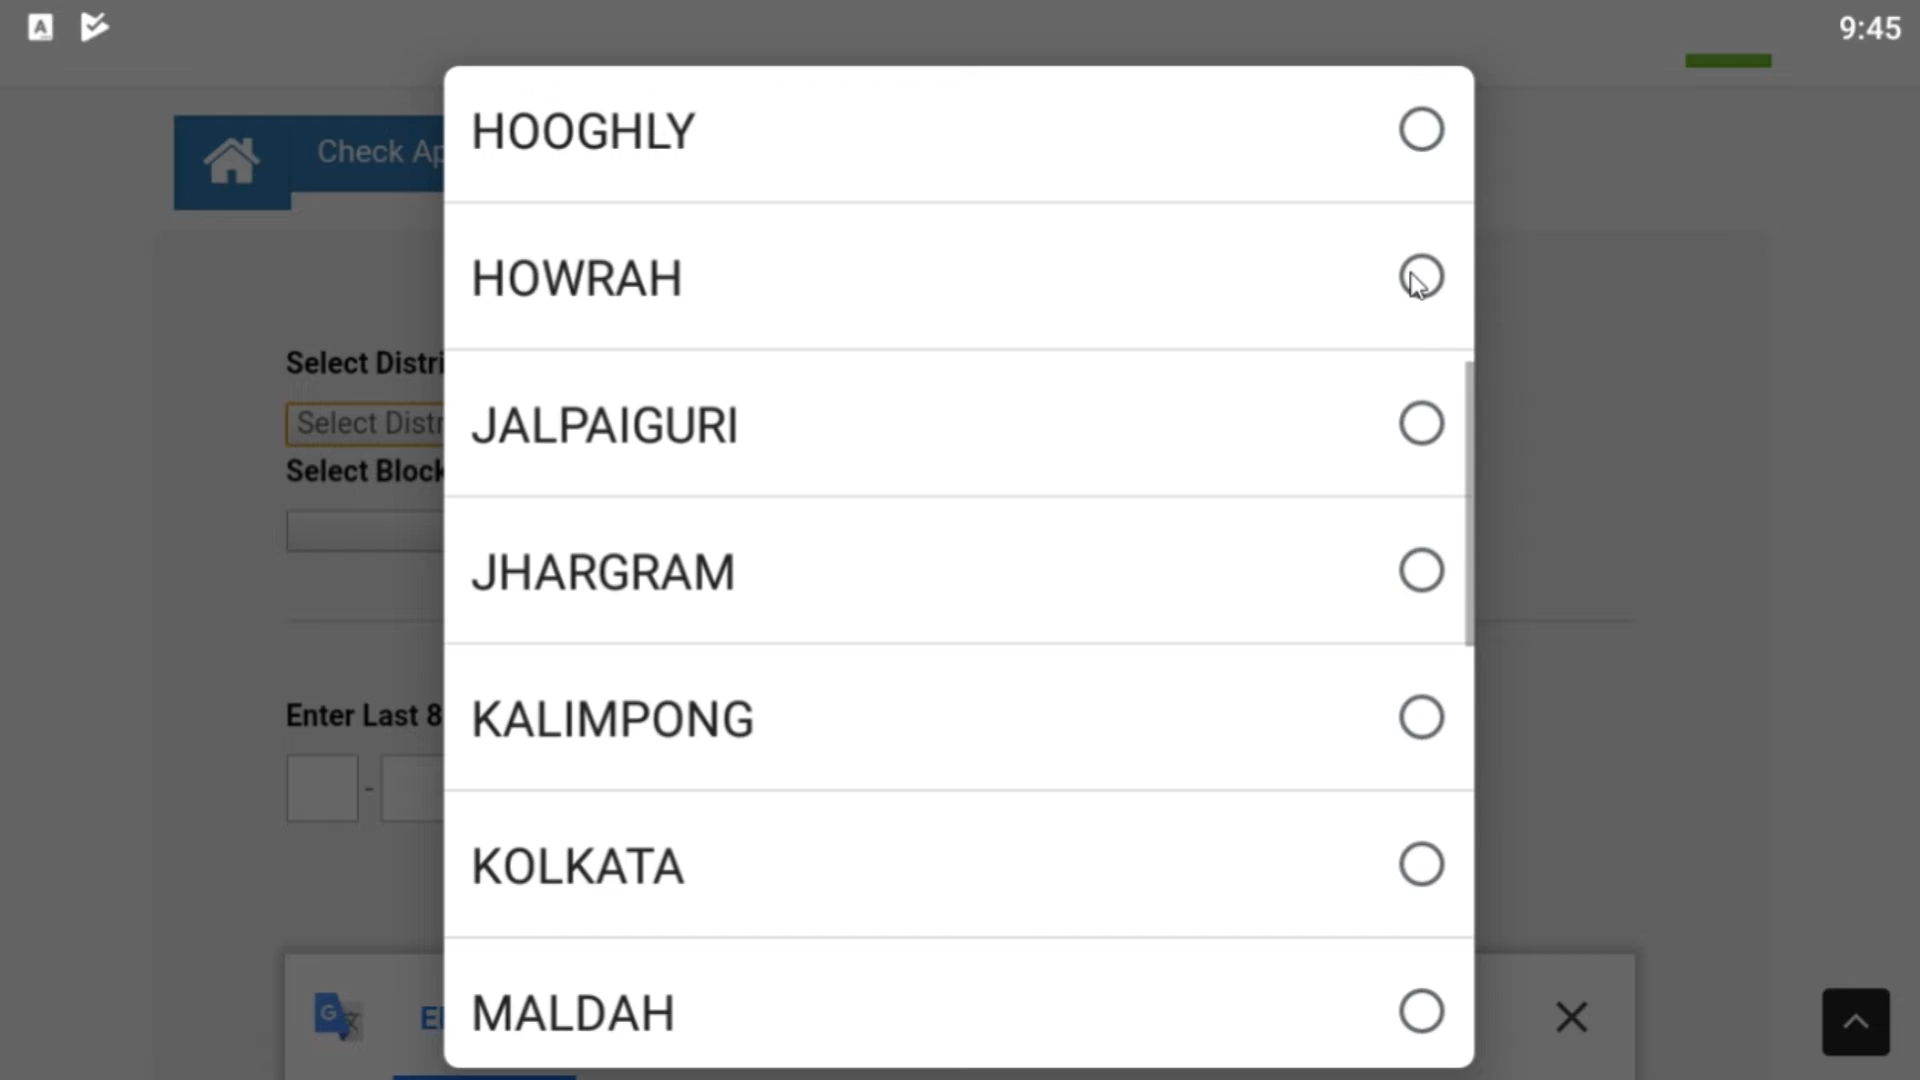 9:45
Check Ap
HOOGHLY
HOWRAH
Select Distri
Select Distr
JALPAIGURI
Select Block
JHARGRAM
Enter Last 8
KALIMPONG
-
KOLKATA
MALDAH